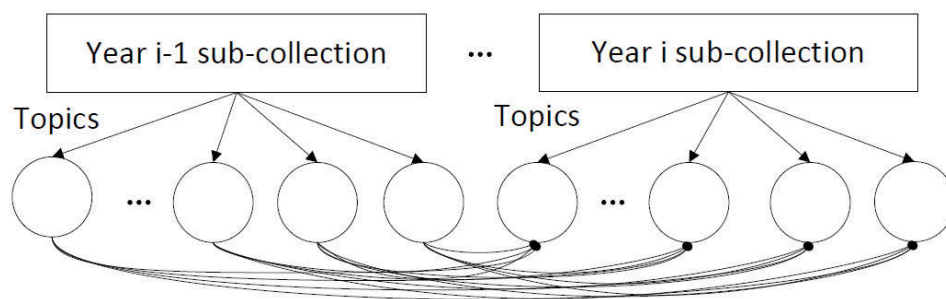 Year i-1 sub-collection
...
Year i sub-collection
Topics
Topics
...
...